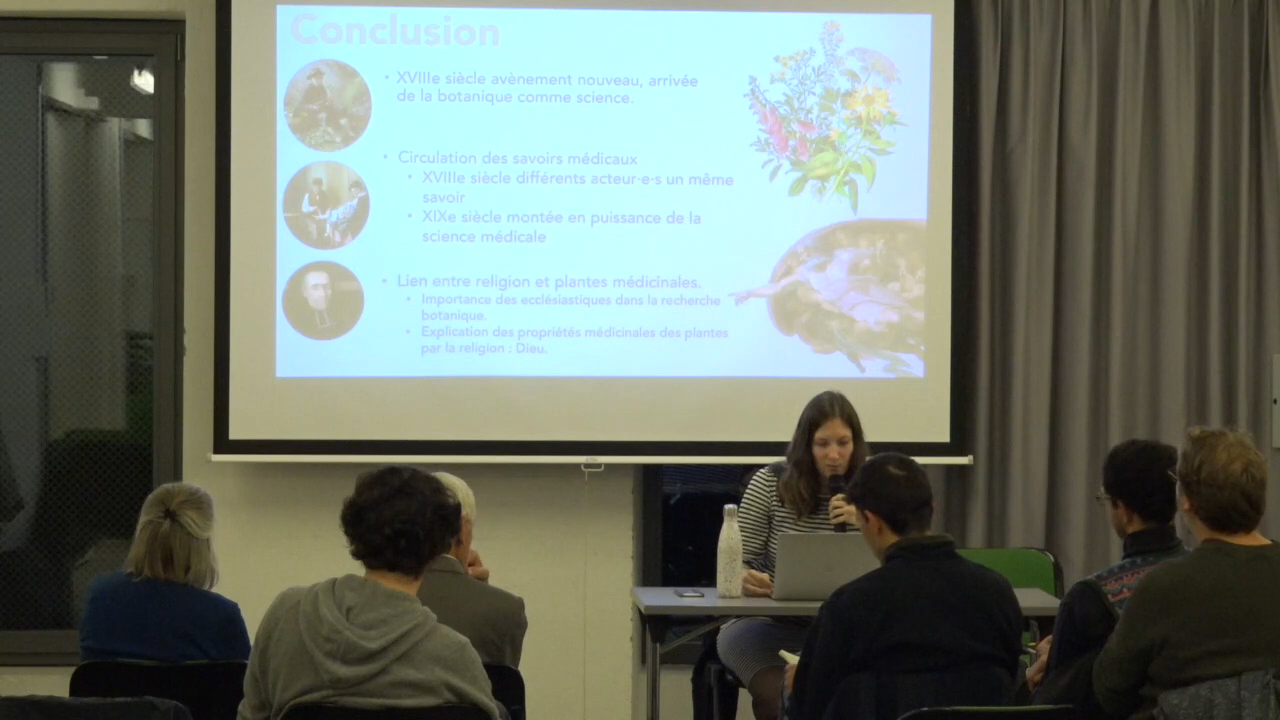 Conclusion
• XVIIIe siècle avènement nouveau, arrivée
de la botanique comme science.
• Circulation des savoirs médicaux
• XVIIIe siècle différents acteur·e·s un même
savoir
• XIXe siècle montée en puissance de la
science médicale
• Lien entre religion et plantes médicinales.
• Importance des ecclésiastiques dans la recherche
botanique.
• Explication des propriétés médicinales des plantes
par la religion : Dieu.